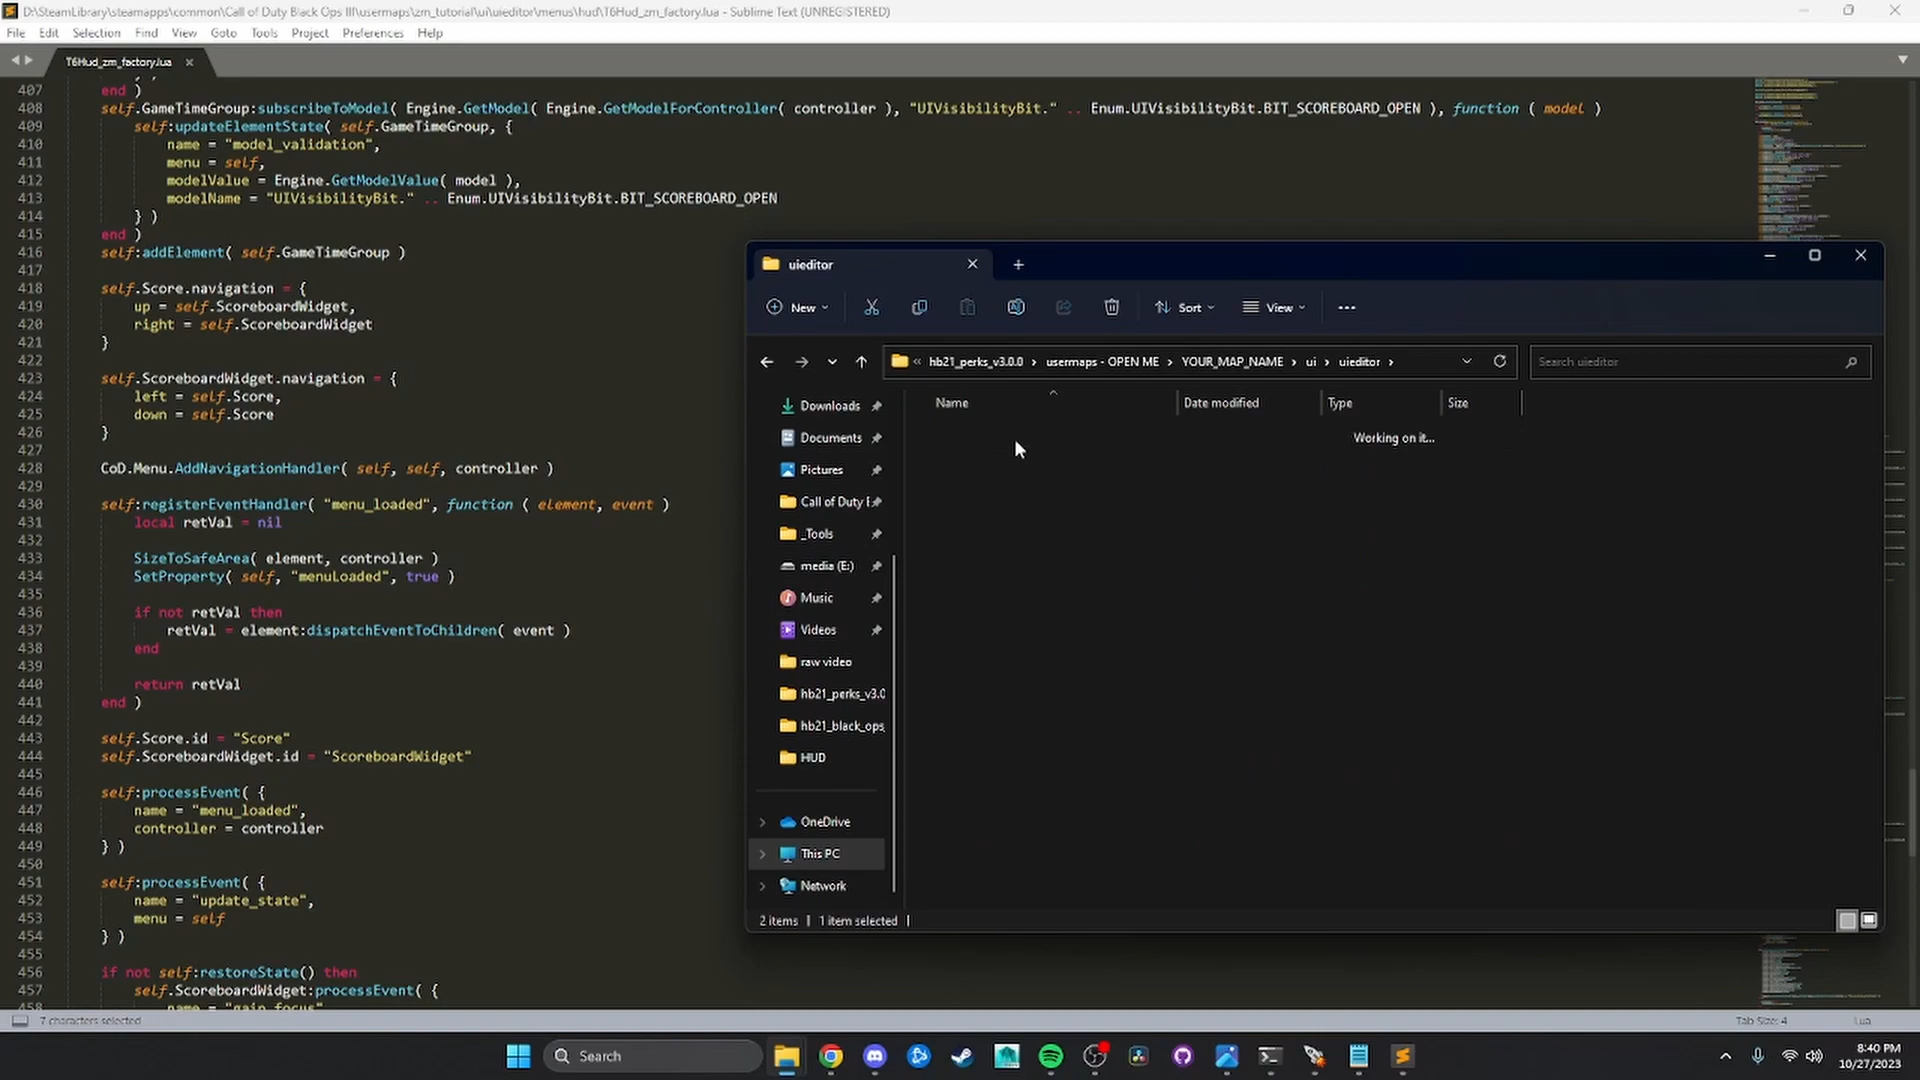 D:\SteamLibrary\steamapps\common\Call of Duty Black Ops III\usermaps\zm_tutorial\ui\uieditor\menus\hud\T6Hud_zm_factory.lua - Sublime Text (UNREGISTERED)
File Edit Selection Find View Goto Tools Project Preferences Help
T6Hud_zm_factory.lua
407 end )
408 self.GameTimeGroup:subscribeToModel( Engine.GetModel( Engine.GetModelForController( controller ), "UIVisibilityBit." .. Enum.UIVisibilityBit.BIT_SCOREBOARD_OPEN ), function ( model )
409 self:updateElementState( self.GameTimeGroup, {
410 name = "model_validation",
411 menu = self,
412 modelValue = Engine.GetModelValue( model ),
413 modelName = "UIVisibilityBit." .. Enum.UIVisibilityBit.BIT_SCOREBOARD_OPEN
414 } )
415 end )
416 self:addElement( self.GameTimeGroup )
417
418 self.Score.navigation = {
419 up = self.ScoreboardWidget,
420 right = self.ScoreboardWidget
421 }
422
423 self.ScoreboardWidget.navigation = {
424 left = self.Score,
425 down = self.Score
426 }
427
428 CoD.Menu.AddNavigationHandler( self, self, controller )
429
430 self:registerEventHandler( "menu_loaded", function ( element, event )
431 local retVal = nil
432
433 SizeToSafeArea( element, controller )
434 SetProperty( self, "menuLoaded", true )
435
436 if not retVal then
437 retVal = element:dispatchEventToChildren( event )
438 end
439
440 return retVal
441 end )
442
443 self.Score.id = "Score"
444 self.ScoreboardWidget.id = "ScoreboardWidget"
445
446 self:processEvent( {
447 name = "menu_loaded",
448 controller = controller
449 } )
450
451 self:processEvent( {
452 name = "update_state",
453 menu = self
454 } )
455
456 if not self:restoreState() then
457 self.ScoreboardWidget:processEvent( {
458 name = "gain_focus"
7 characters selected
Tab Size: 4 Lua
uieditor
New Sort View
« hb21_perks_v3.0.0 › usermaps - OPEN ME › YOUR_MAP_NAME › ui › uieditor ›
Search uieditor
Name Date modified Type Size
Working on it...
Downloads
Documents
Pictures
Call of Duty
_Tools
media (E:)
Music
Videos
raw video
hb21_perks_v3.0
hb21_black_ops_
HUD
OneDrive
This PC
Network
2 items | 1 item selected |
Search
8:40 PM
10/27/2023